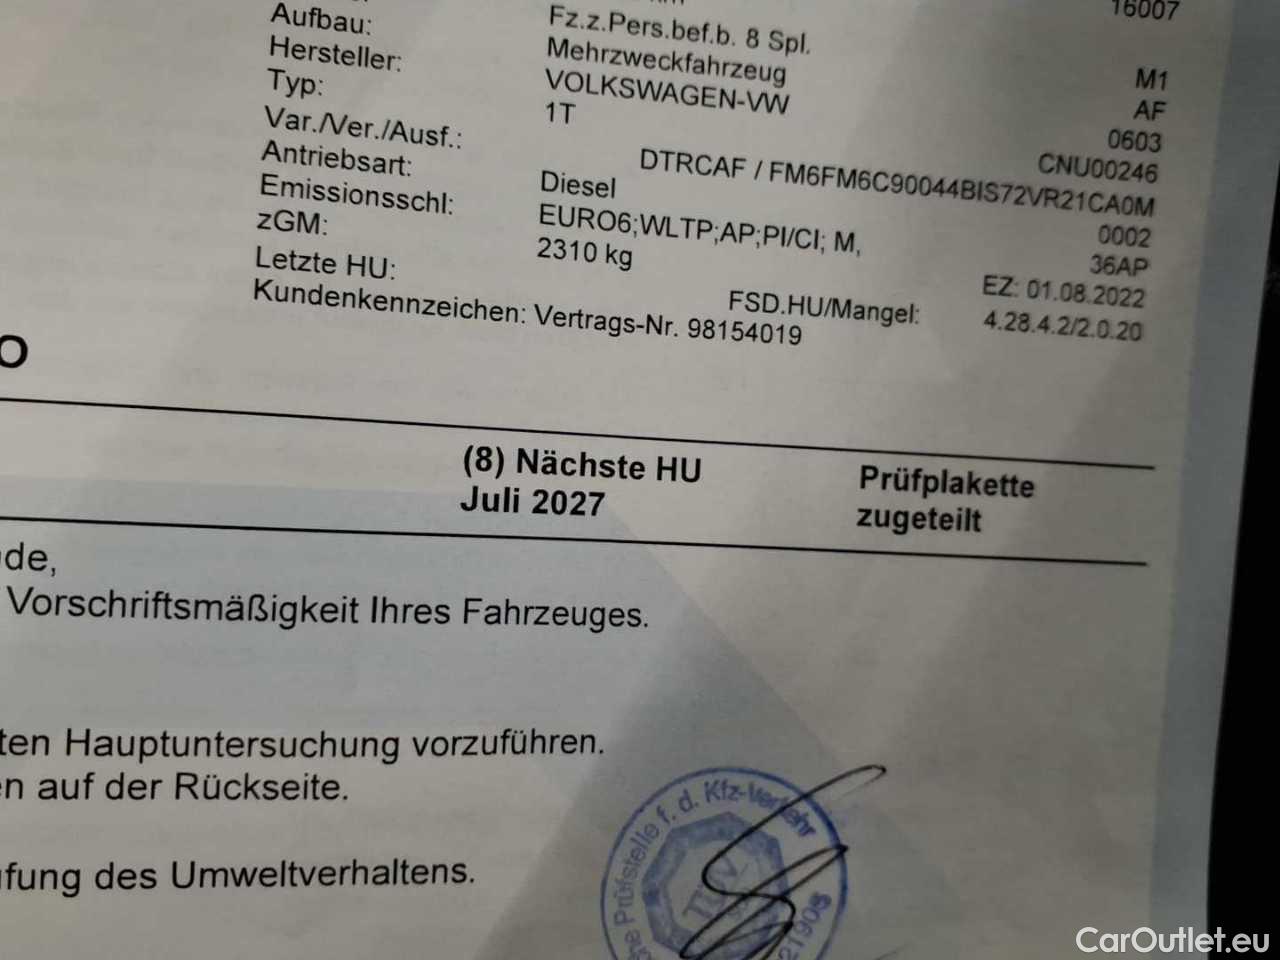 16007
Aufbau: Fz.z.Pers.bef.b. 8 Spl. M1
Hersteller: Mehrzweckfahrzeug AF
Typ: VOLKSWAGEN-VW 0603
Var./Ver./Ausf.: 1T CNU00246
Antriebsart: DTRCAF / FM6FM6C90044BIS72VR21CA0M
Emissionsschl: Diesel 0002
zGM: EURO6;WLTP;AP;PI/CI; M, 36AP
Letzte HU: 2310 kg EZ: 01.08.2022
FSD.HU/Mangel: 4.28.4.2/2.0.20
Kundenkennzeichen: Vertrags-Nr. 98154019
O
(8) Nächste HU Prüfplakette
Juli 2027 zugeteilt
de,
Vorschriftsmäßigkeit Ihres Fahrzeuges.
ten Hauptuntersuchung vorzuführen.
en auf der Rückseite.
fung des Umweltverhaltens.
Prüfstelle f. d. Kfz-Verkehr
TÜV
CarOutlet.eu